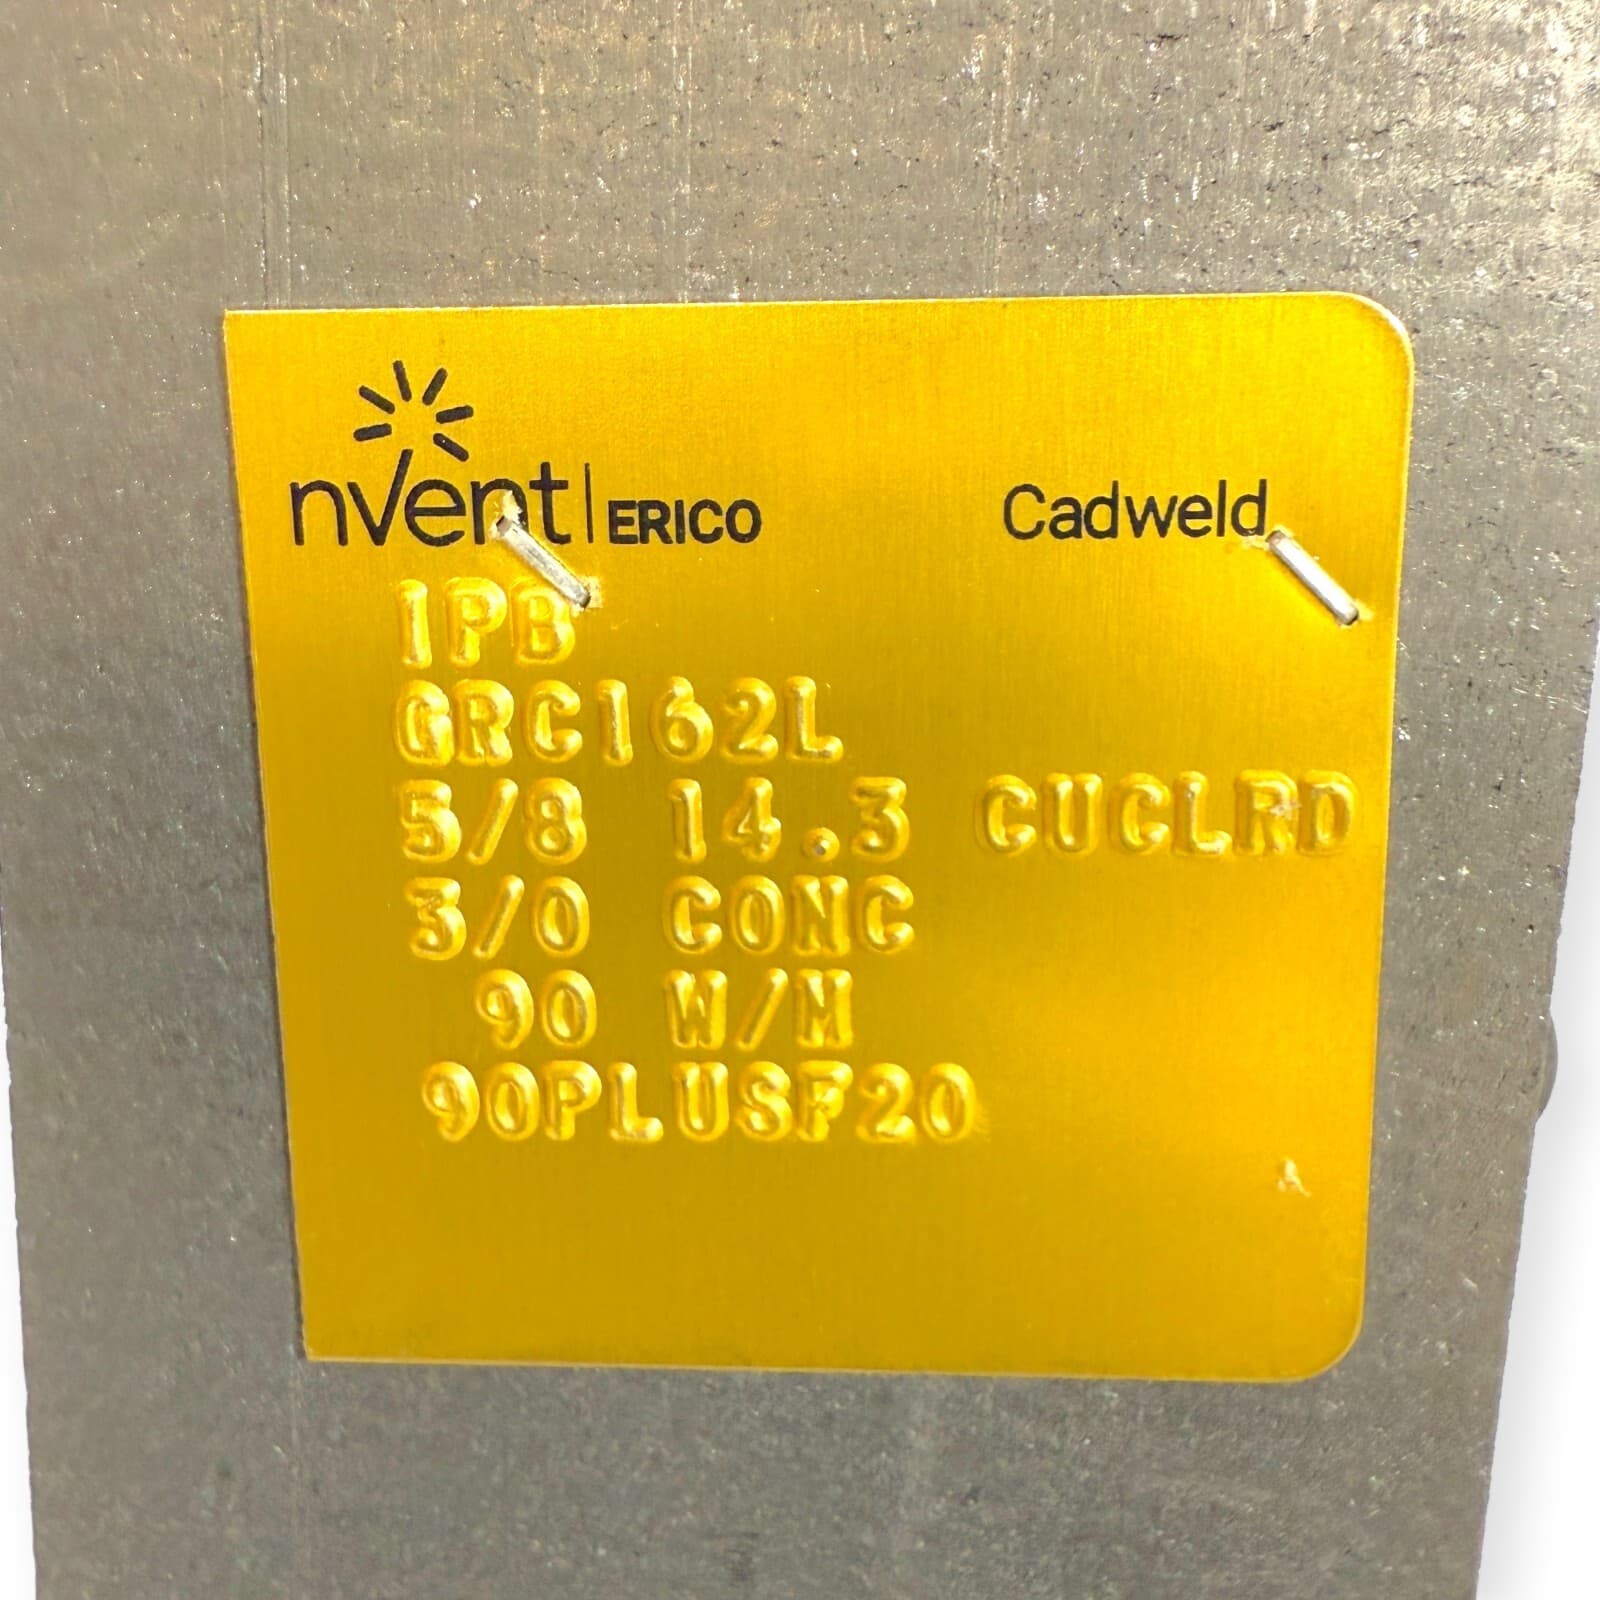 nVent | ERICO Cadweld
1PB
GRC162L
5/8 14.3 CUCLRD
3/0 CONC
90 W/M
90PLUSF20